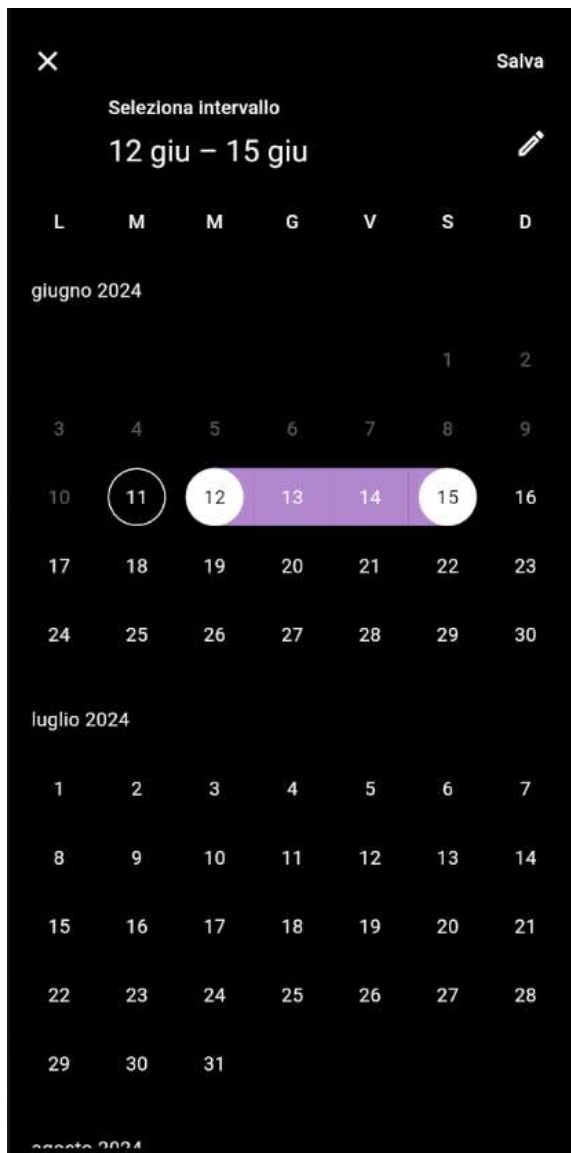 Salva
Seleziona intervallo
12 giu – 15 giu
L M M G V S D
giugno 2024
1 2
3 4 5 6 7 8 9
10 11 12 13 14 15 16
17 18 19 20 21 22 23
24 25 26 27 28 29 30
luglio 2024
1 2 3 4 5 6 7
8 9 10 11 12 13 14
15 16 17 18 19 20 21
22 23 24 25 26 27 28
29 30 31
agosto 2024